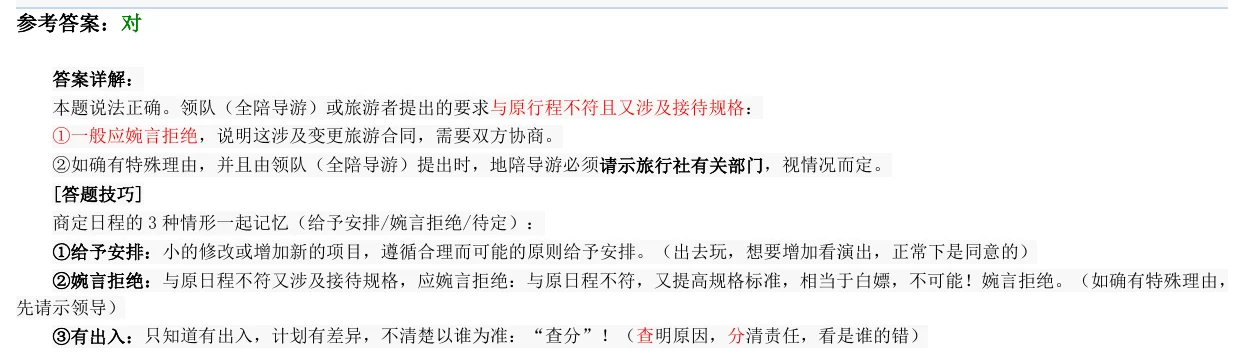 参考答案：对
答案详解：
本题说法正确。领队（全陪导游）或旅游者提出的要求与原行程不符且又涉及接待规格：
①一般应婉言拒绝，说明这涉及变更旅游合同，需要双方协商。
②如确有特殊理由，并且由领队（全陪导游）提出时，地陪导游必须请示旅行社有关部门，视情况而定。
[答题技巧]
商定日程的 3 种情形一起记忆（给予安排/婉言拒绝/待定）：
①给予安排：小的修改或增加新的项目，遵循合理而可能的原则给予安排。（出去玩，想要增加看演出，正常下是同意的）
②婉言拒绝：与原日程不符又涉及接待规格，应婉言拒绝：与原日程不符，又提高规格标准，相当于白嫖，不可能！婉言拒绝。（如确有特殊理由，
先请示领导）
③有出入：只知道有出入，计划有差异，不清楚以谁为准：“查分”！（查明原因，分清责任，看是谁的错）